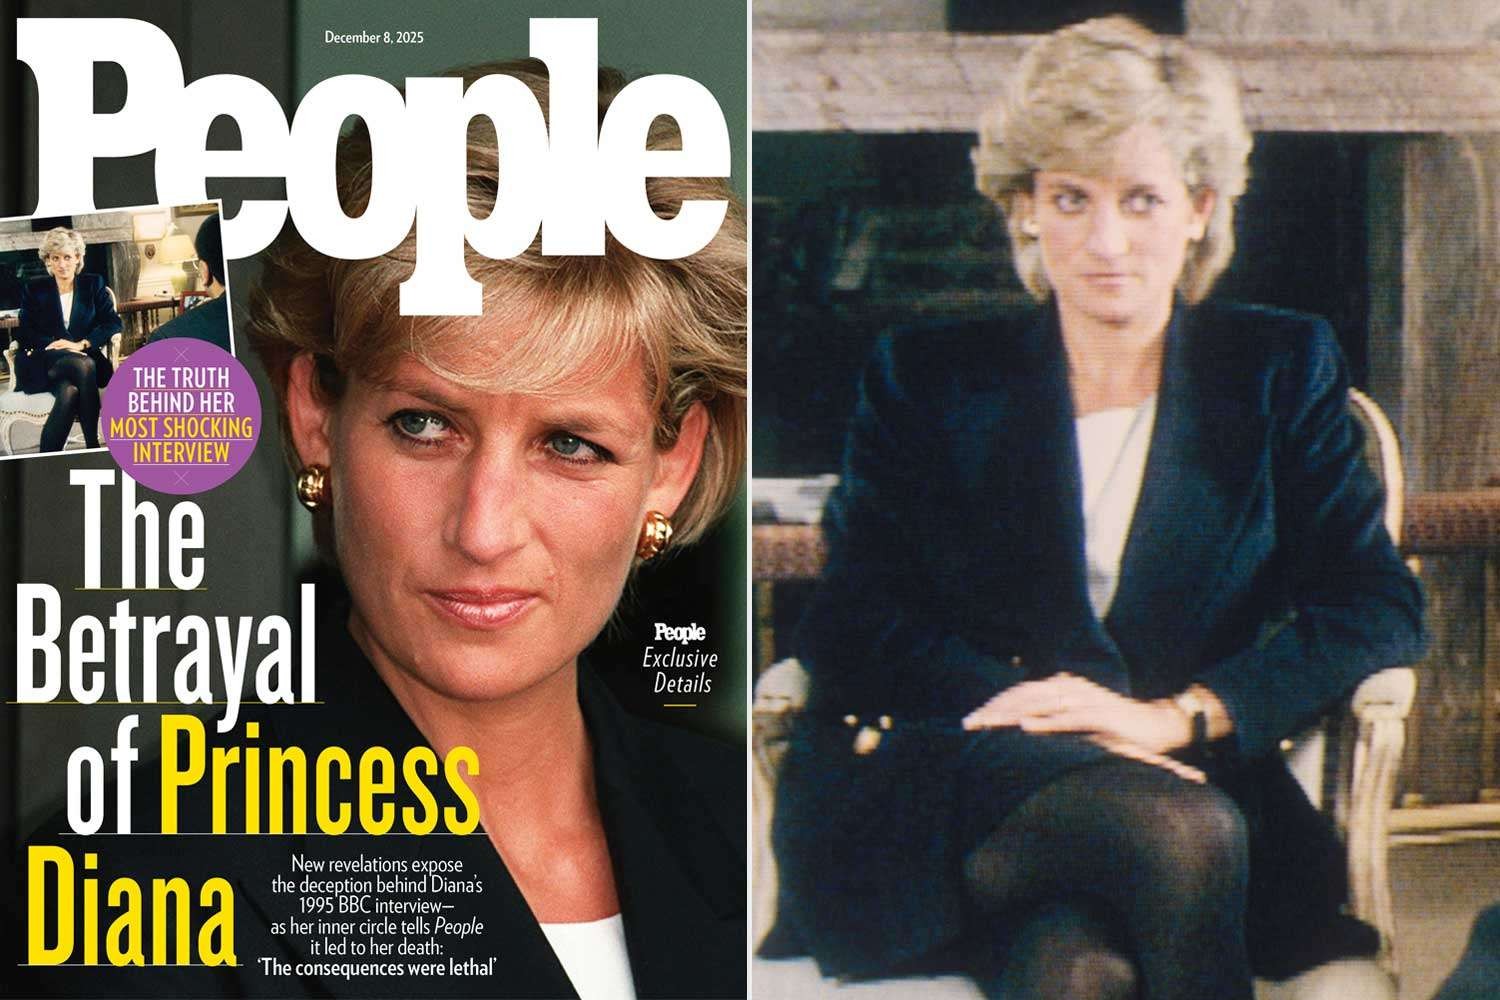 December 8, 2025
People
THE TRUTH
BEHIND HER
MOST SHOCKING
INTERVIEW
The
Betrayal
of Princess
Diana
People
Exclusive
Details
New revelations expose
the deception behind Diana's
1995 BBC interview—
as her inner circle tells People
it led to her death:
'The consequences were lethal'